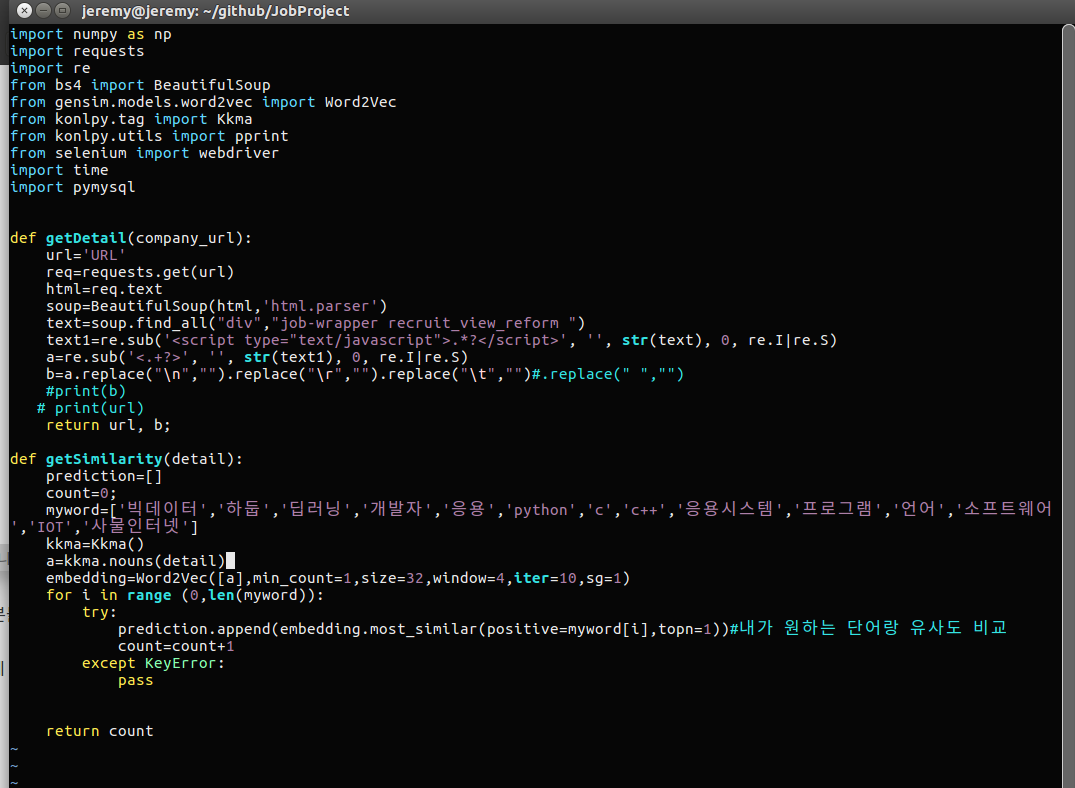 jeremy@jeremy: ~/github/JobProject
import numpy as np
import requests
import re
from bs4 import BeautifulSoup
from gensim.models.word2vec import Word2Vec
from konlpy.tag import Kkma
from konlpy.utils import pprint
from selenium import webdriver
import time
import pymysql
def getDetail(company_url):
    url='URL'
    req=requests.get(url)
    html=req.text
    soup=BeautifulSoup(html,'html.parser')
    text=soup.find_all("div","job-wrapper recruit_view_reform ")
    text1=re.sub('<script type="text/javascript">.*?</script>', '', str(text), 0, re.I|re.S)
    a=re.sub('<.+?>', '', str(text1), 0, re.I|re.S)
    b=a.replace("\n","").replace("\r","").replace("\t","")#.replace(" ","")
    #print(b)
   # print(url)
    return url, b;
def getSimilarity(detail):
    prediction=[]
    count=0;
    myword=['빅데이터','하둡','딥러닝','개발자','응용','python','c','c++','응용시스템','프로그램','언어','소프트웨어
','IOT','사물인터넷']
    kkma=Kkma()
    a=kkma.nouns(detail)
    embedding=Word2Vec([a],min_count=1,size=32,window=4,iter=10,sg=1)
    for i in range (0,len(myword)):
        try:
            prediction.append(embedding.most_similar(positive=myword[i],topn=1))#내가 원하는 단어랑 유사도 비교
            count=count+1
        except KeyError:
            pass
    return count
~
~
~